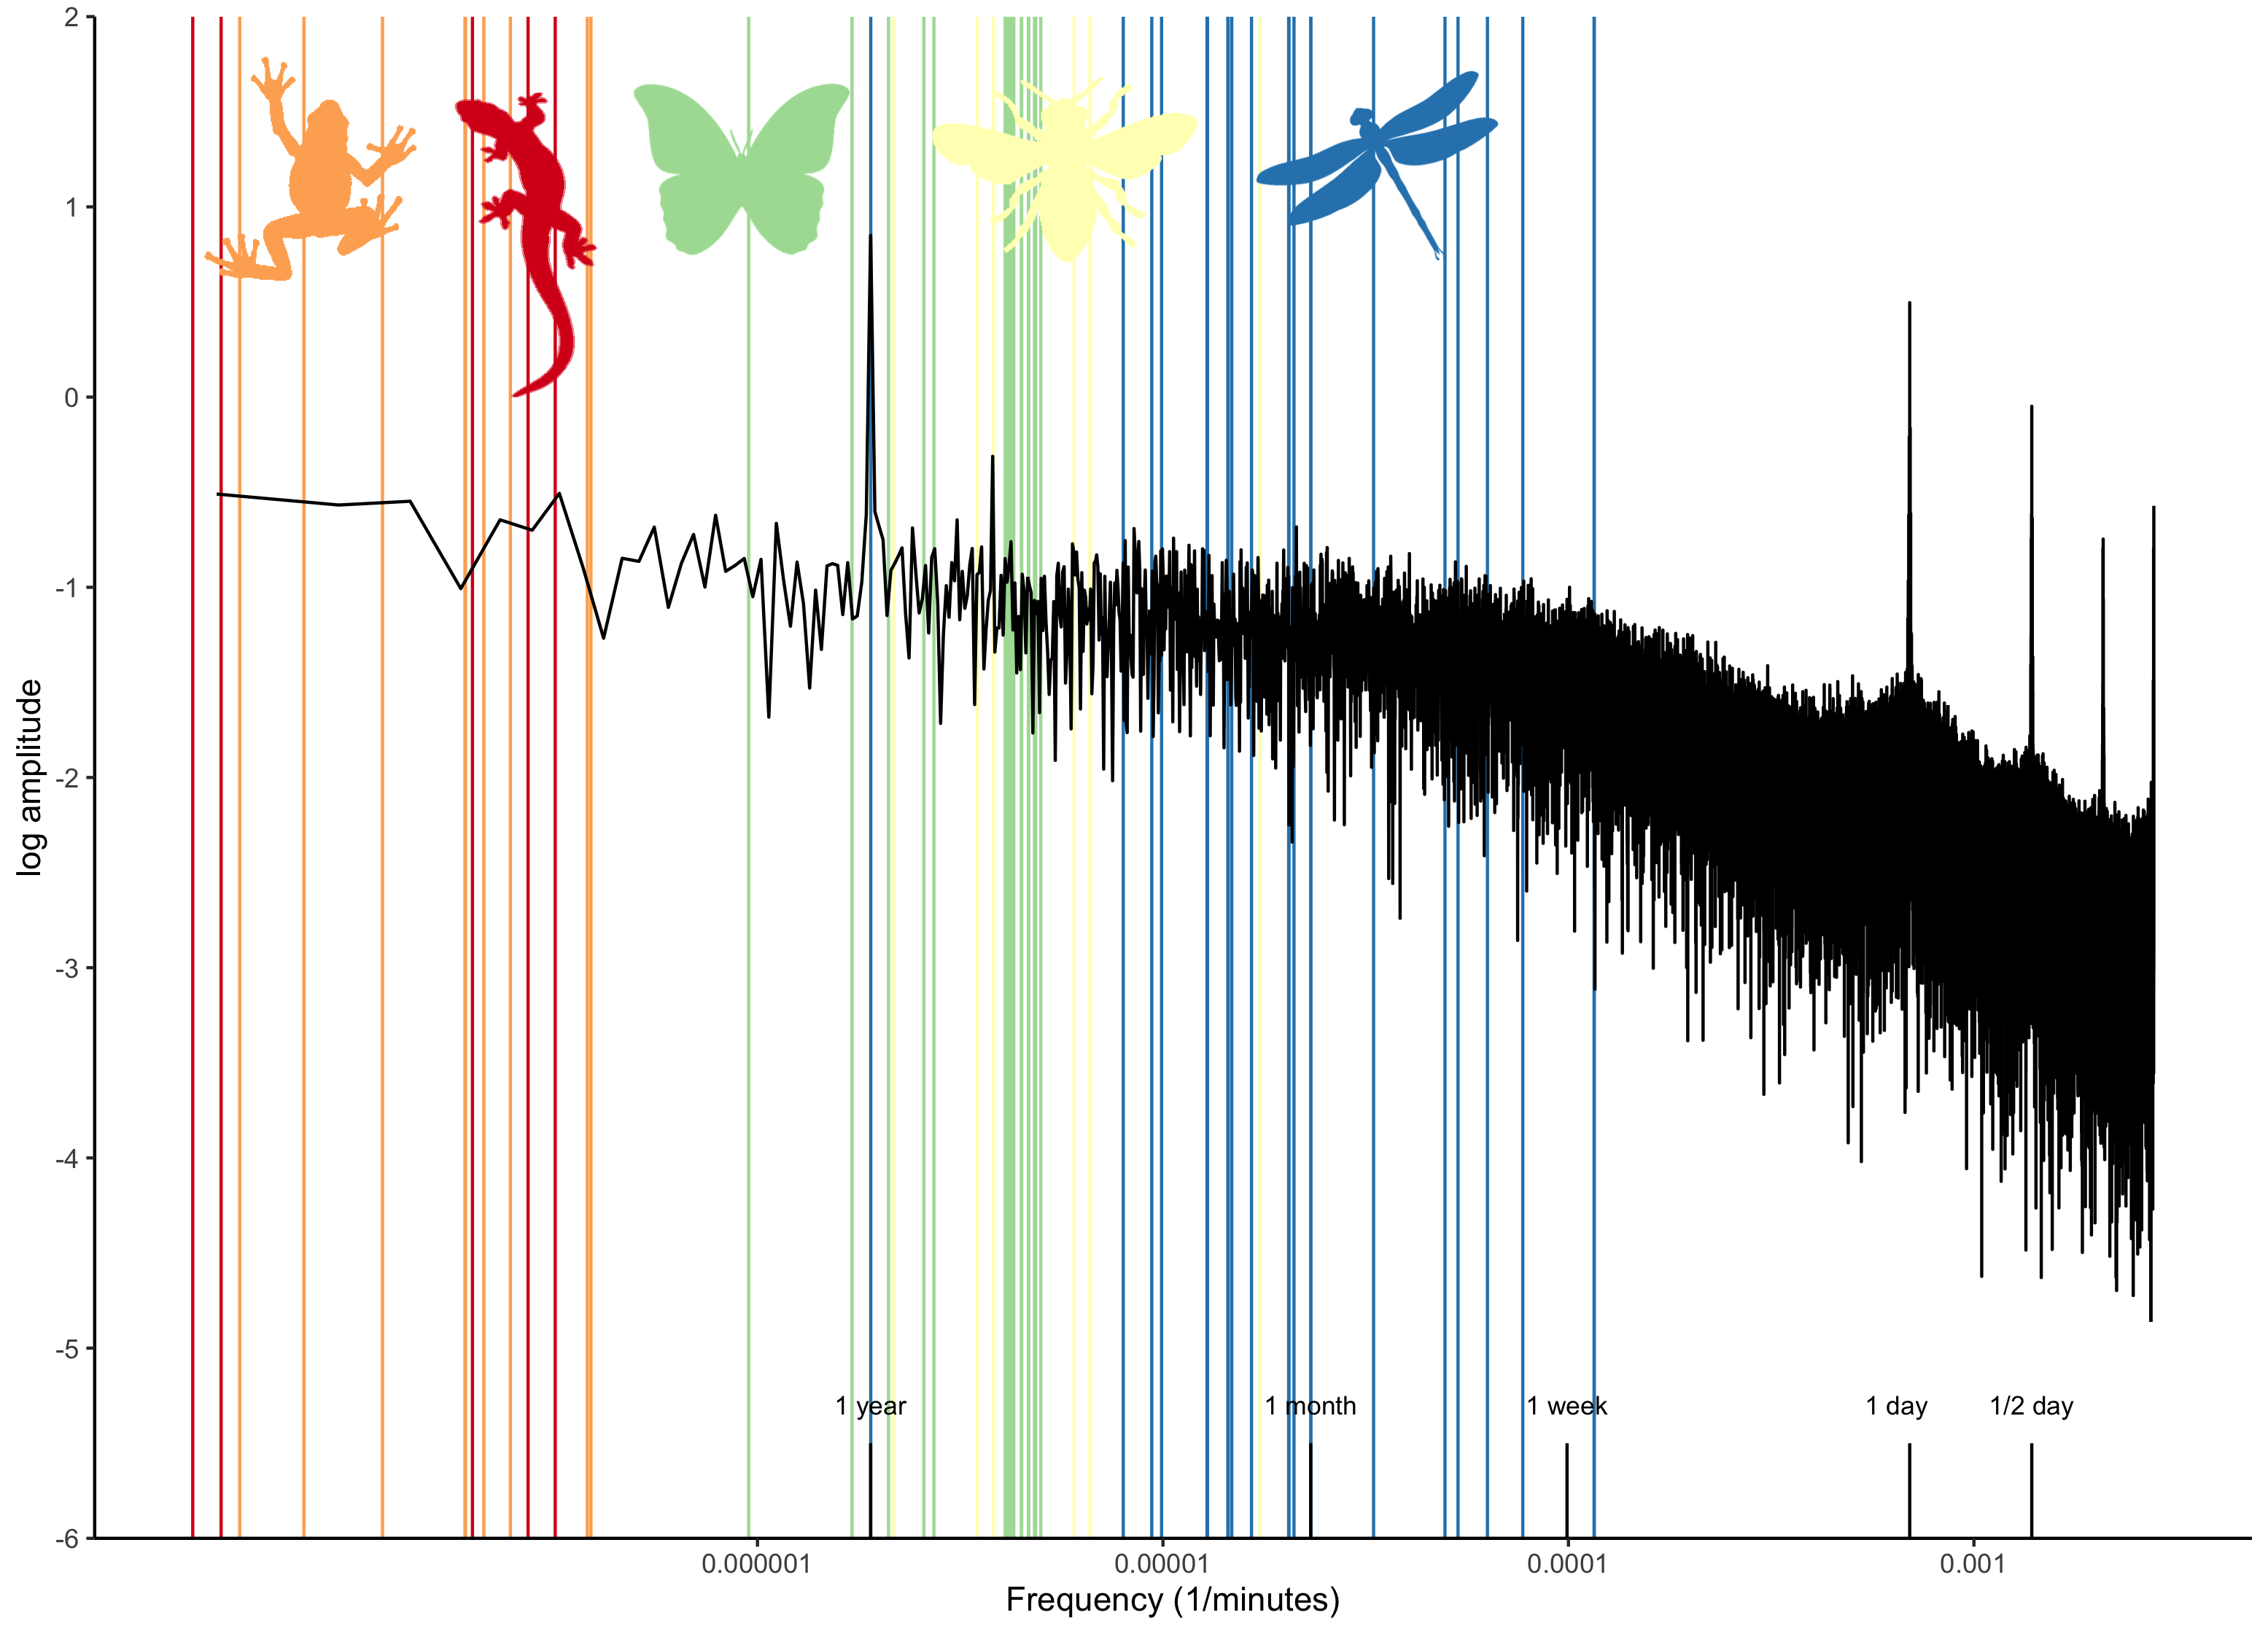 2
1
0
-1
-2
-3
-4
-5
-6
log amplitude
1 year
1 month
1 week
1 day
1/2 day
0.000001
0.00001
0.0001
0.001
Frequency (1/minutes)